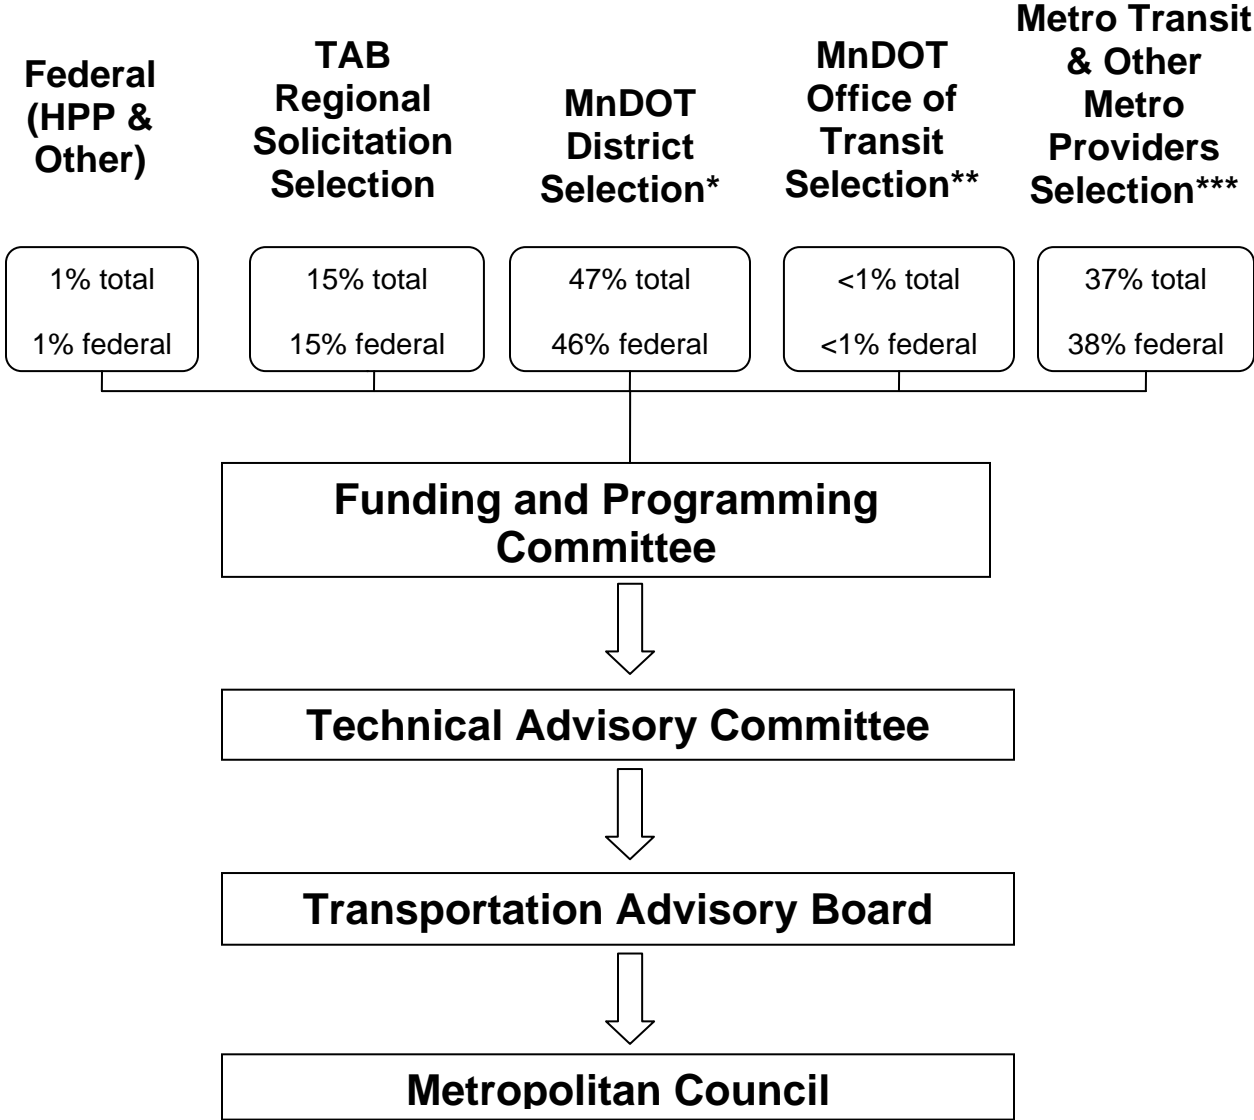 Federal
(HPP &
Other)
TAB
Regional
Solicitation
Selection
MnDOT
District
Selection*
MnDOT
Office of
Transit
Selection**
Metro Transit
& Other
Metro
Providers
Selection***
1% total
1% federal
15% total
15% federal
47% total
46% federal
<1% total
<1% federal
37% total
38% federal
Funding and Programming
Committee
Technical Advisory Committee
Transportation Advisory Board
Metropolitan Council